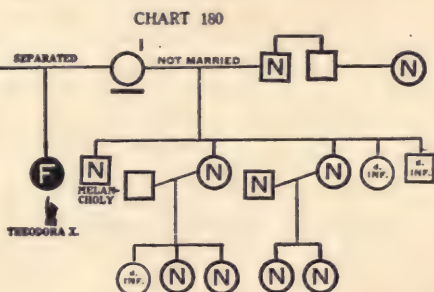 CHART 180
I
SEPARATED
NOT MARRIED
N
N
F
N
N
N
d. INF.
d. INF.
MELAN-
CHOLY
THEODORA X.
d. INF.
N
N
N
N